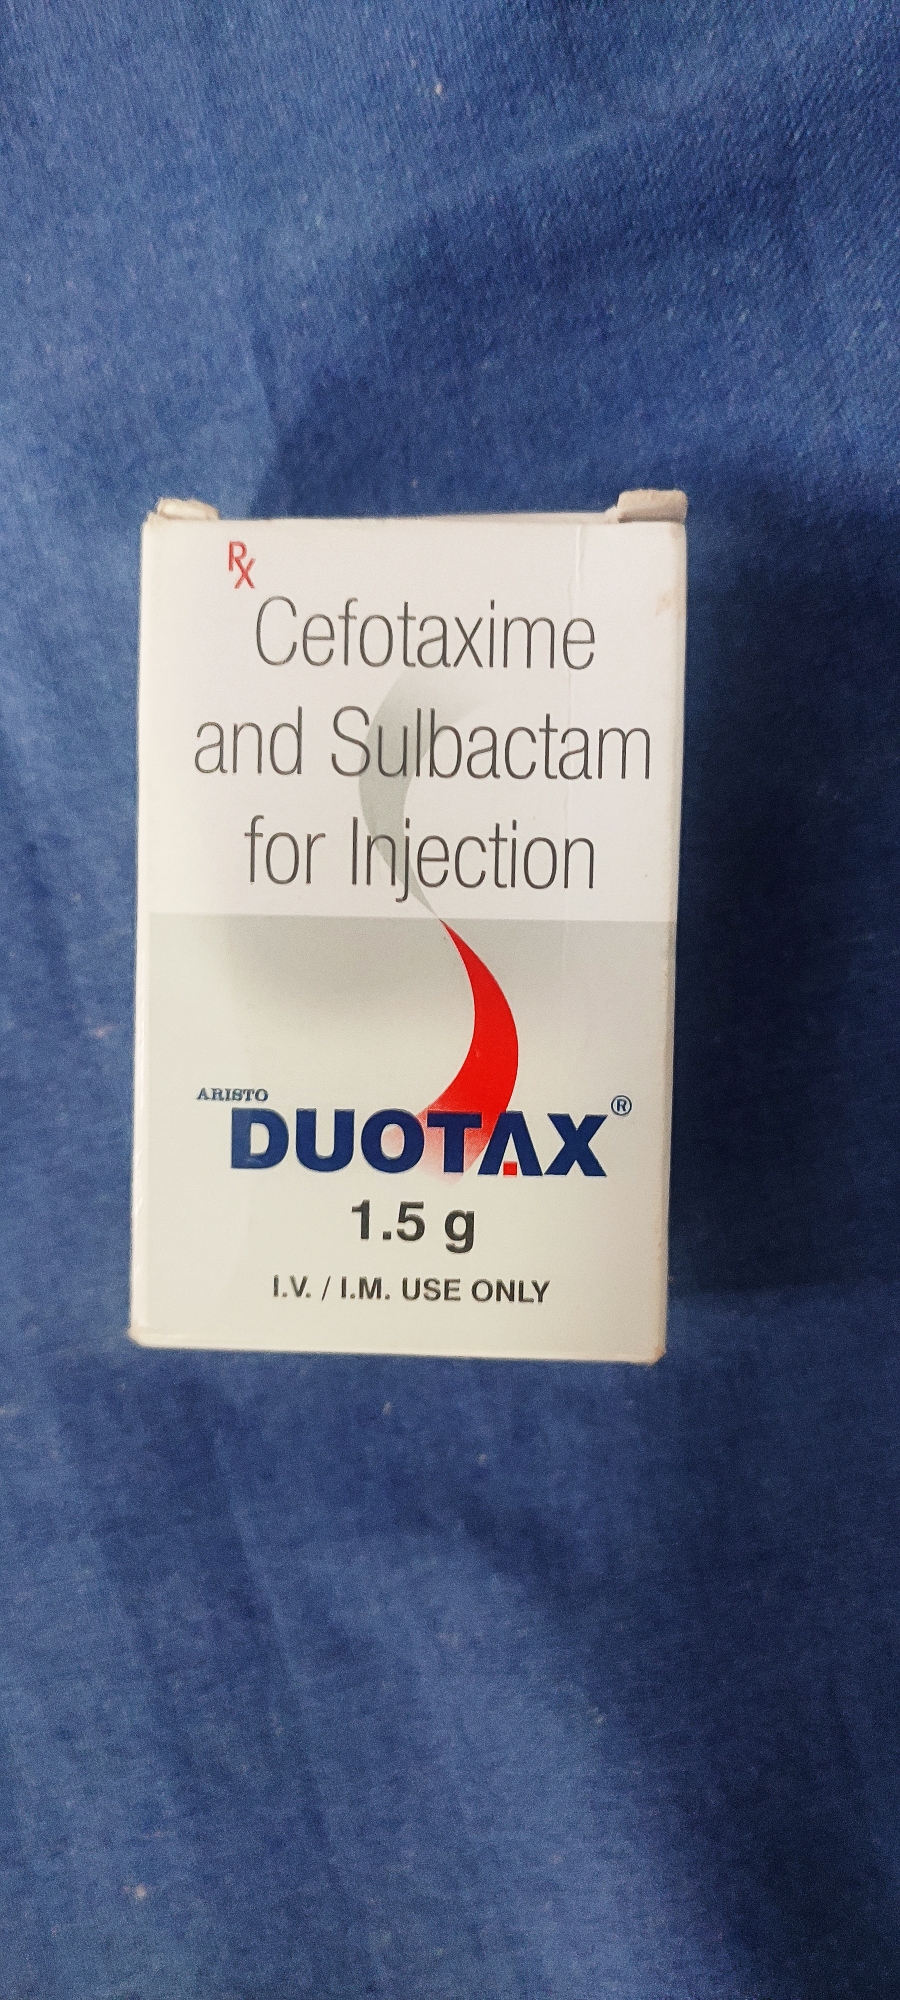 Rx
Cefotaxime
and Sulbactam
for Injection
ARISTO
DUOTAX®
1.5 g
I.V. / I.M. USE ONLY